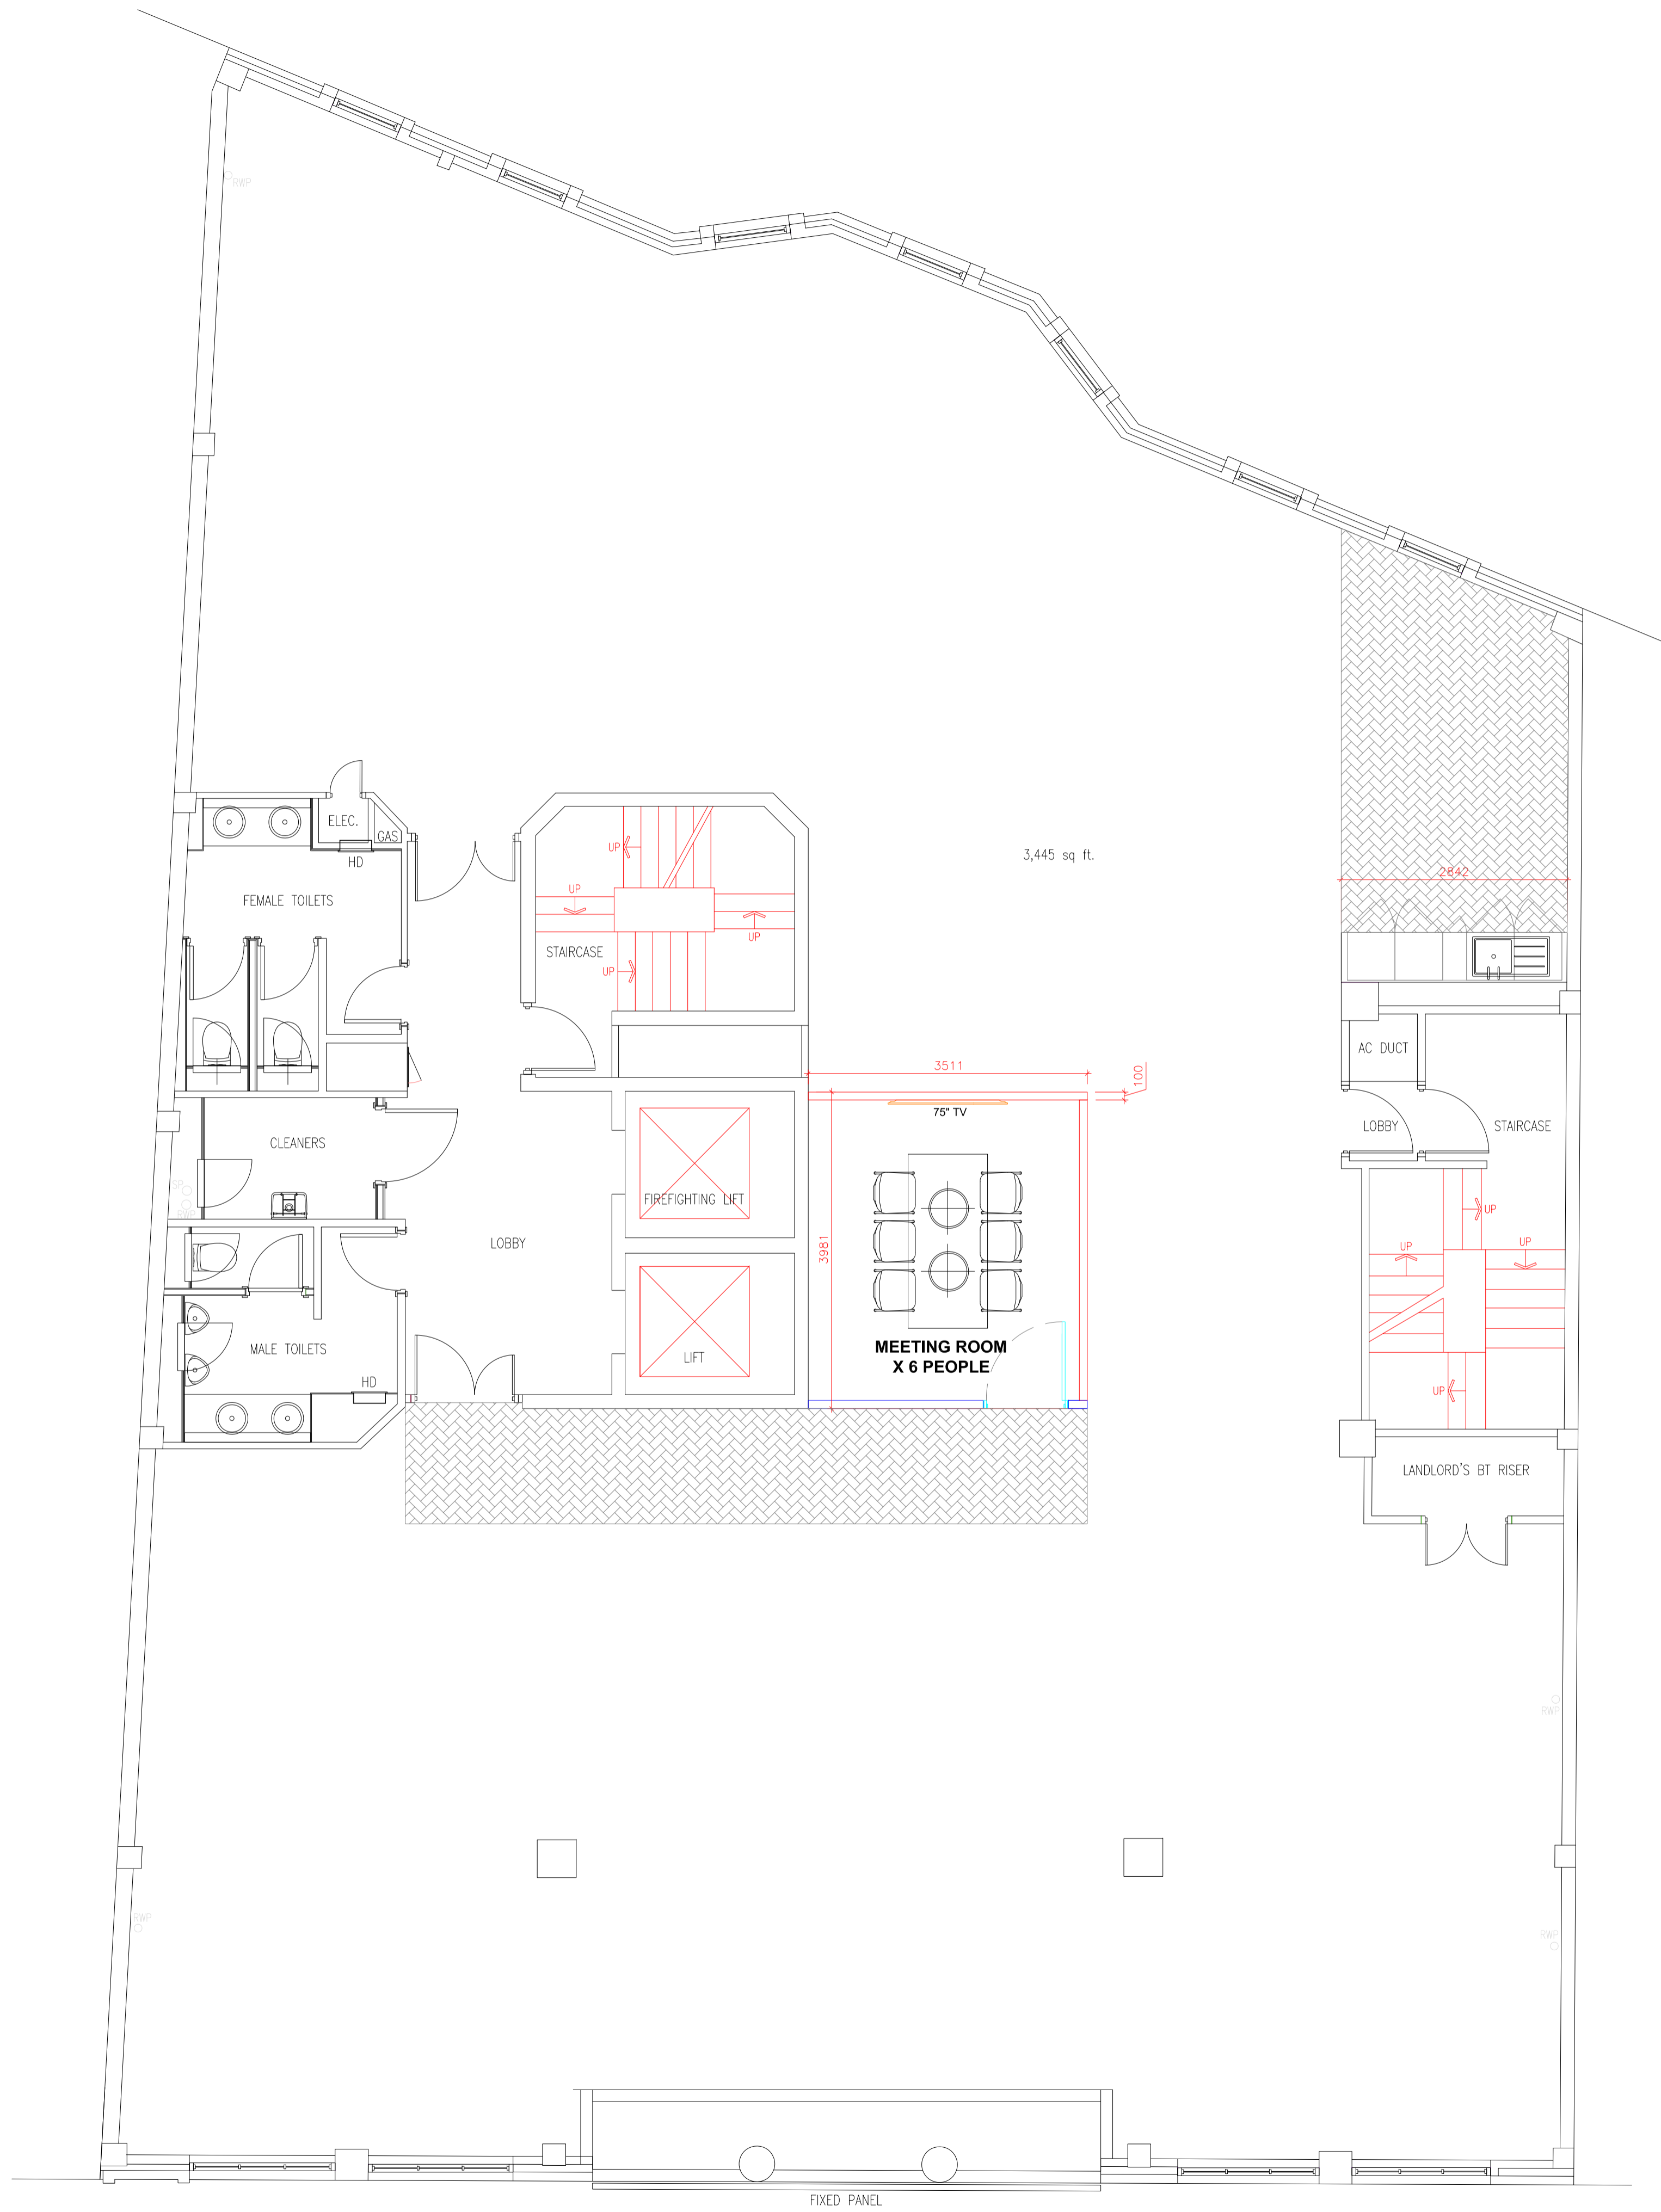 RWP
ELEC.
GAS
HD
FEMALE TOILETS
UP
UP
UP
UP
STAIRCASE
3,445 sq ft.
2842
AC DUCT
3511
100
75" TV
LOBBY
STAIRCASE
CLEANERS
SP
RWP
FIREFIGHTING LIFT
3981
LOBBY
UP
UP
UP
UP
MALE TOILETS
HD
LIFT
MEETING ROOM
X 6 PEOPLE
LANDLORD'S BT RISER
RWP
RWP
RWP
FIXED PANEL